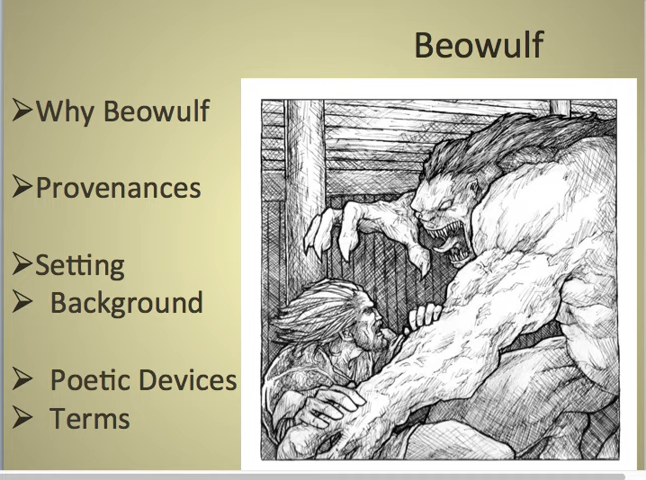 Beowulf
➢Why Beowulf
➢Provenances
➢Setting
➢ Background
➢ Poetic Devices
➢ Terms